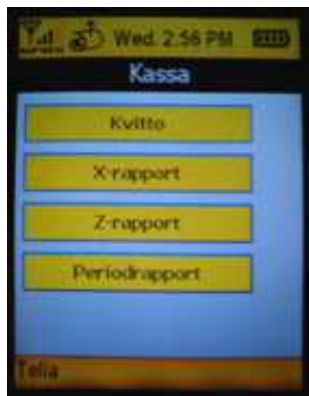 Wed. 2:56 PM
Kassa
Kvitto
X-rapport
Z-rapport
Periodrapport
Telia